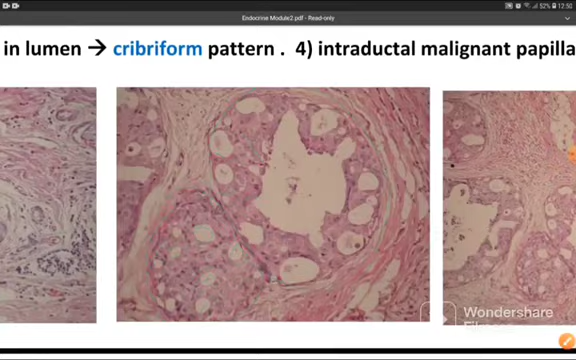 12:50
52%
Endocrine Module2.pdf - Read-only
in lumen → cribriform pattern . 4) intraductal malignant papilla
Wondershare